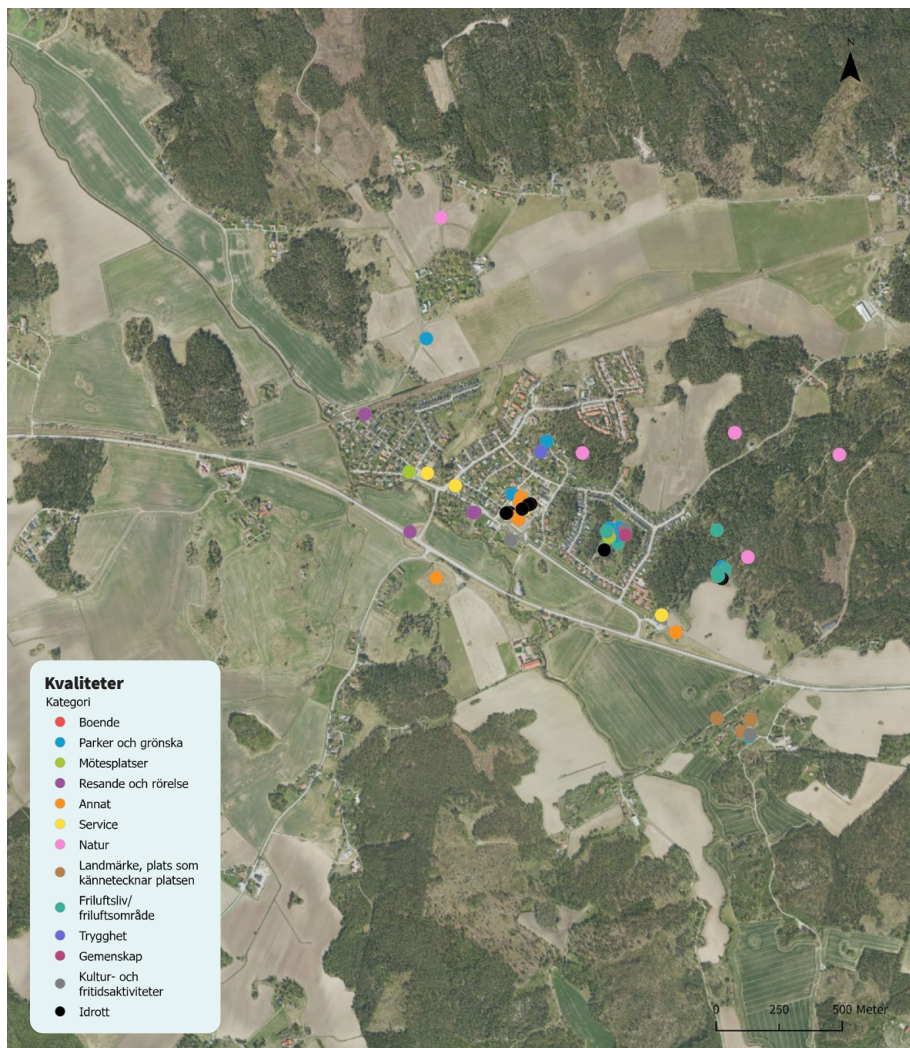 N
Kvaliteter
Kategori
Boende
Parker och grönska
Mötesplatser
Resande och rörelse
Annat
Service
Natur
Landmärke, plats som
kännetecknar platsen
Friluftsliv/
friluftsområde
Trygghet
Gemenskap
Kultur- och
fritidsaktiviteter
Idrott
0 250 500 Meter